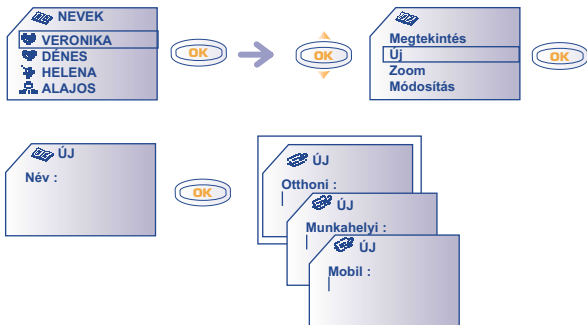 NEVEK
VERONIKA
DÉNES
HELENA
ALAJOS
OK
OK
Megtekintés
Új
Zoom
Módosítás
OK
ÚJ
Név :
OK
ÚJ
Otthoni :
ÚJ
Munkahelyi :
ÚJ
Mobil :